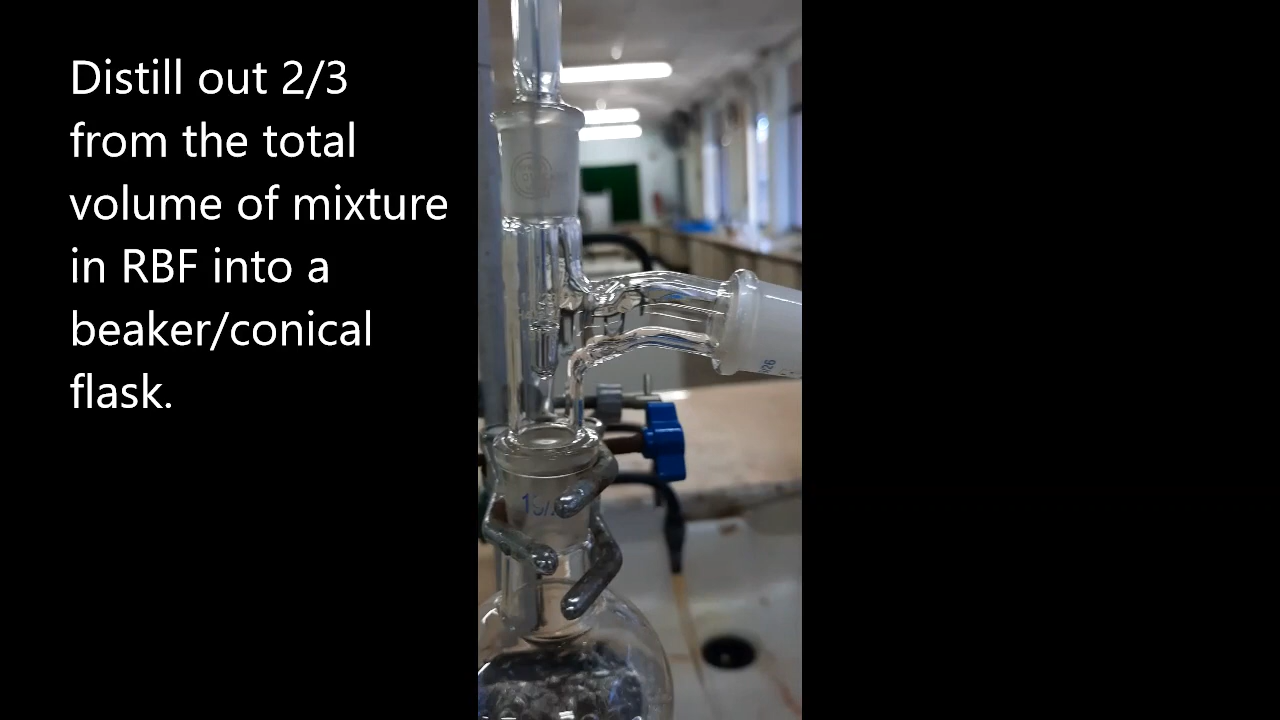 Distill out 2/3
from the total
volume of mixture
in RBF into a
beaker/conical
flask.